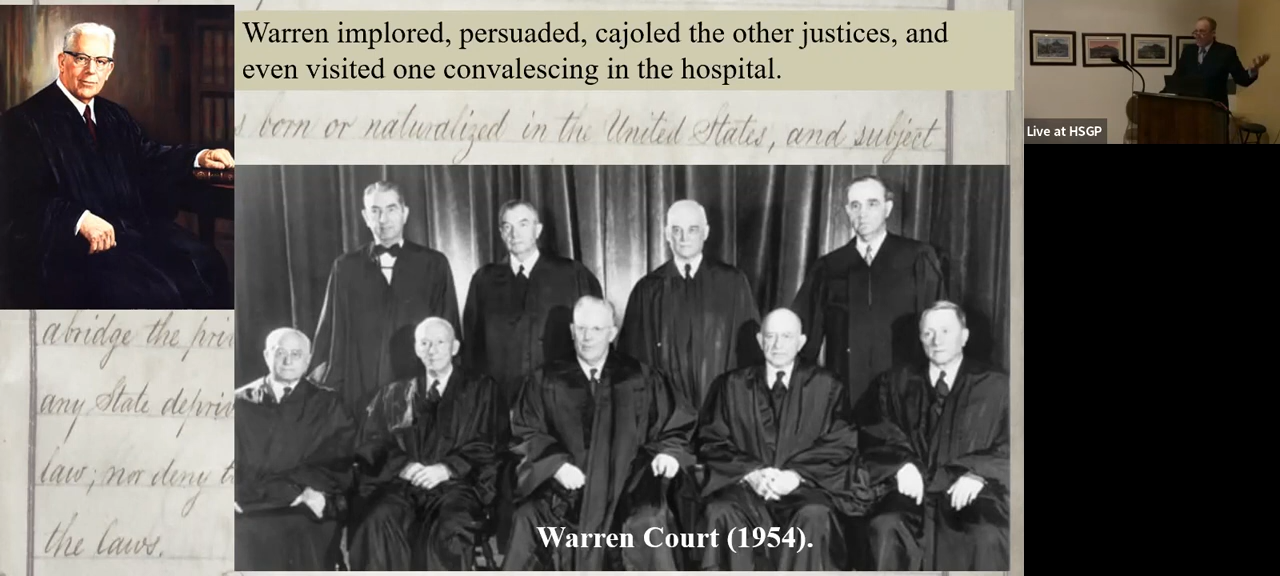 Warren implored, persuaded, cajoled the other justices, and
even visited one convalescing in the hospital.
Live at HSGP
born or naturalized in the United States, and subject
abridge the
any State
law; nor deny
the laws.
Warren Court (1954).